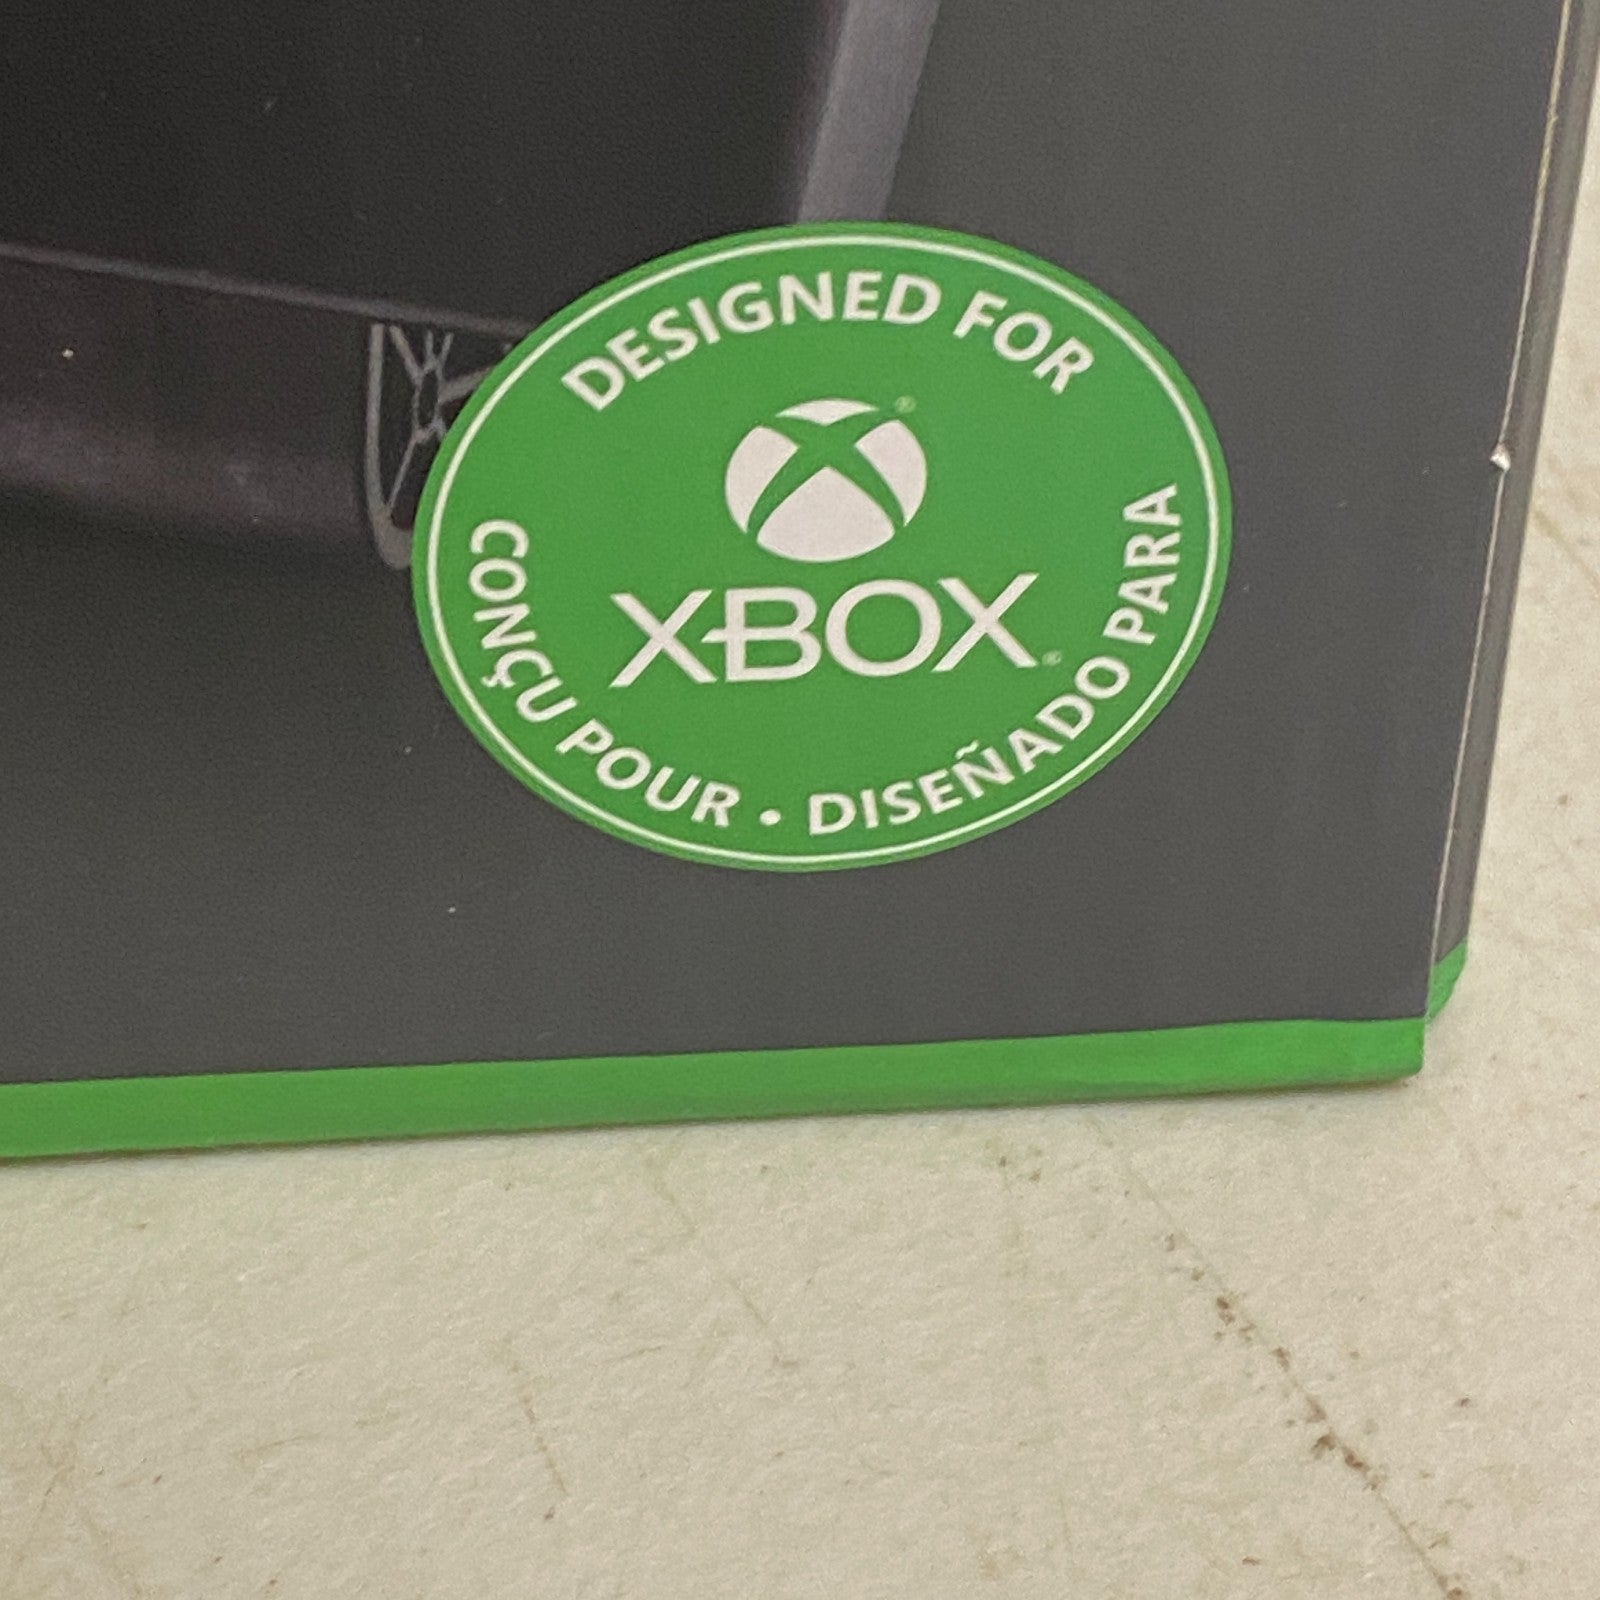 DESIGNED FOR
XBOX®
CONÇU POUR • DISEÑADO PARA